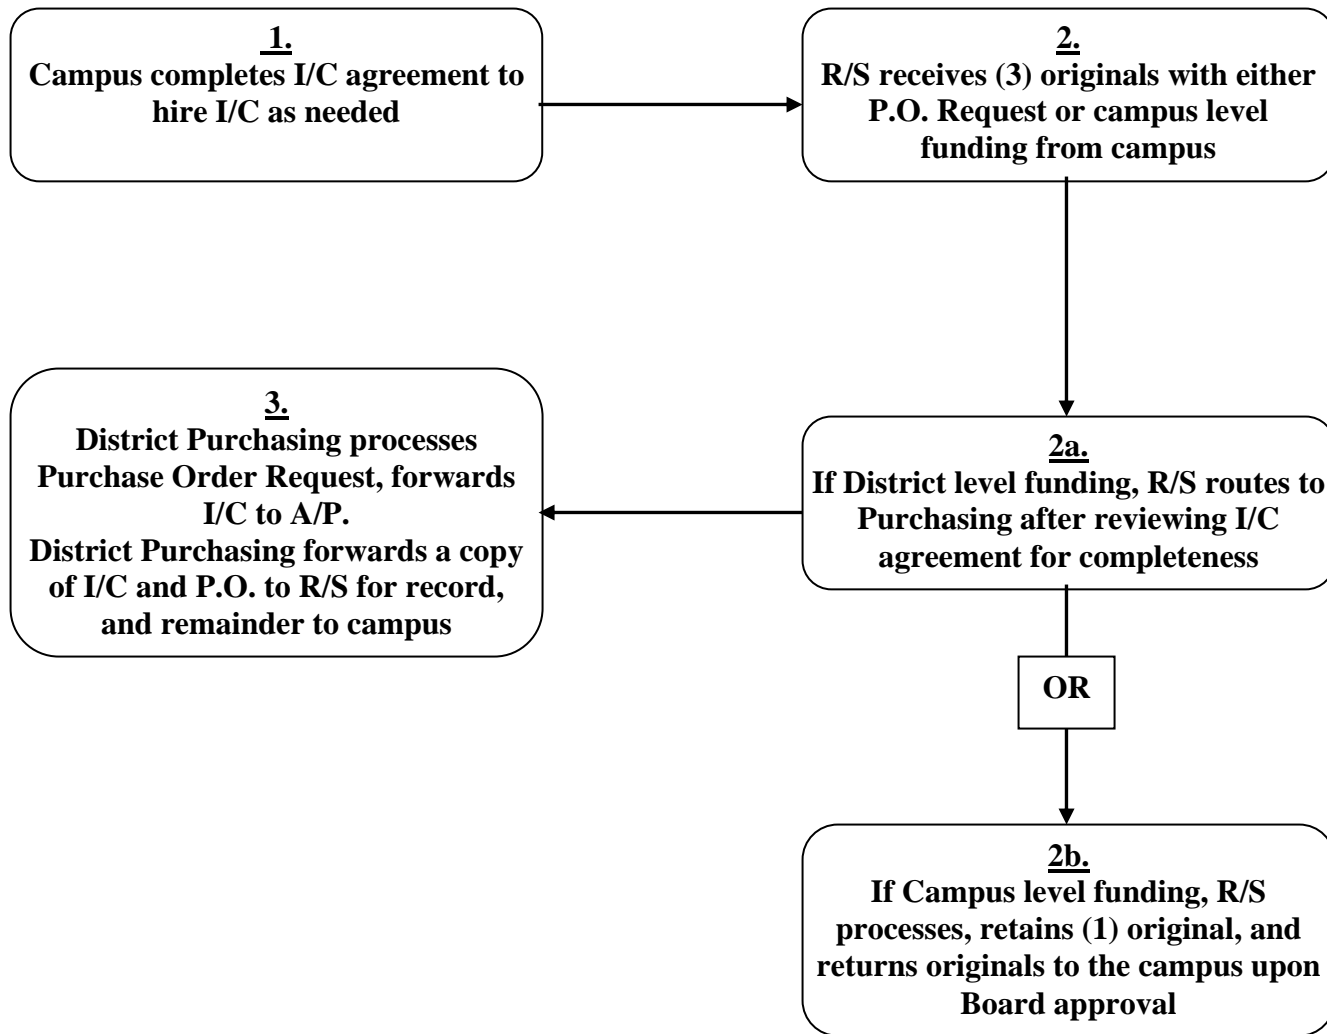 1.
Campus completes I/C agreement to
hire I/C as needed
2.
R/S receives (3) originals with either
P.O. Request or campus level
funding from campus
2a.
If District level funding, R/S routes to
Purchasing after reviewing I/C
agreement for completeness
3.
District Purchasing processes
Purchase Order Request, forwards
I/C to A/P.
District Purchasing forwards a copy
of I/C and P.O. to R/S for record,
and remainder to campus
OR
2b.
If Campus level funding, R/S
processes, retains (1) original, and
returns originals to the campus upon
Board approval